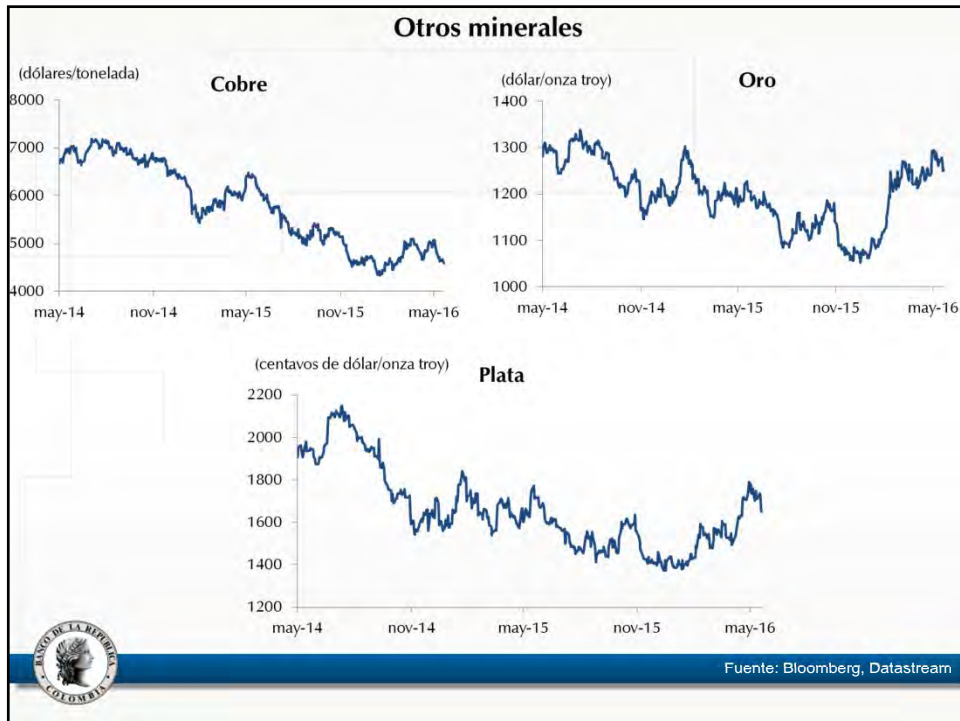 Otros minerales
(dólares/tonelada)
Cobre
8000
7000
6000
5000
4000
may-14 nov-14 may-15 nov-15 may-16
(dólar/onza troy)
Oro
1400
1300
1200
1100
1000
may-14 nov-14 may-15 nov-15 may-16
(centavos de dólar/onza troy)
Plata
2200
2000
1800
1600
1400
1200
may-14 nov-14 may-15 nov-15 may-16
BANCO DE LA REPUBLICA
COLOMBIA
Fuente: Bloomberg, Datastream